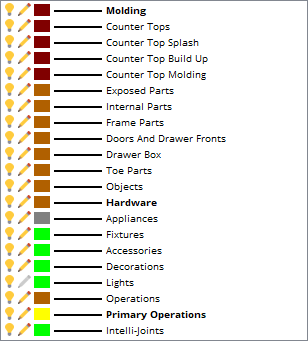 Molding
Counter Tops
Counter Top Splash
Counter Top Build Up
Counter Top Molding
Exposed Parts
Internal Parts
Frame Parts
Doors And Drawer Fronts
Drawer Box
Toe Parts
Objects
Hardware
Appliances
Fixtures
Accessories
Decorations
Lights
Operations
Primary Operations
Intelli-Joints